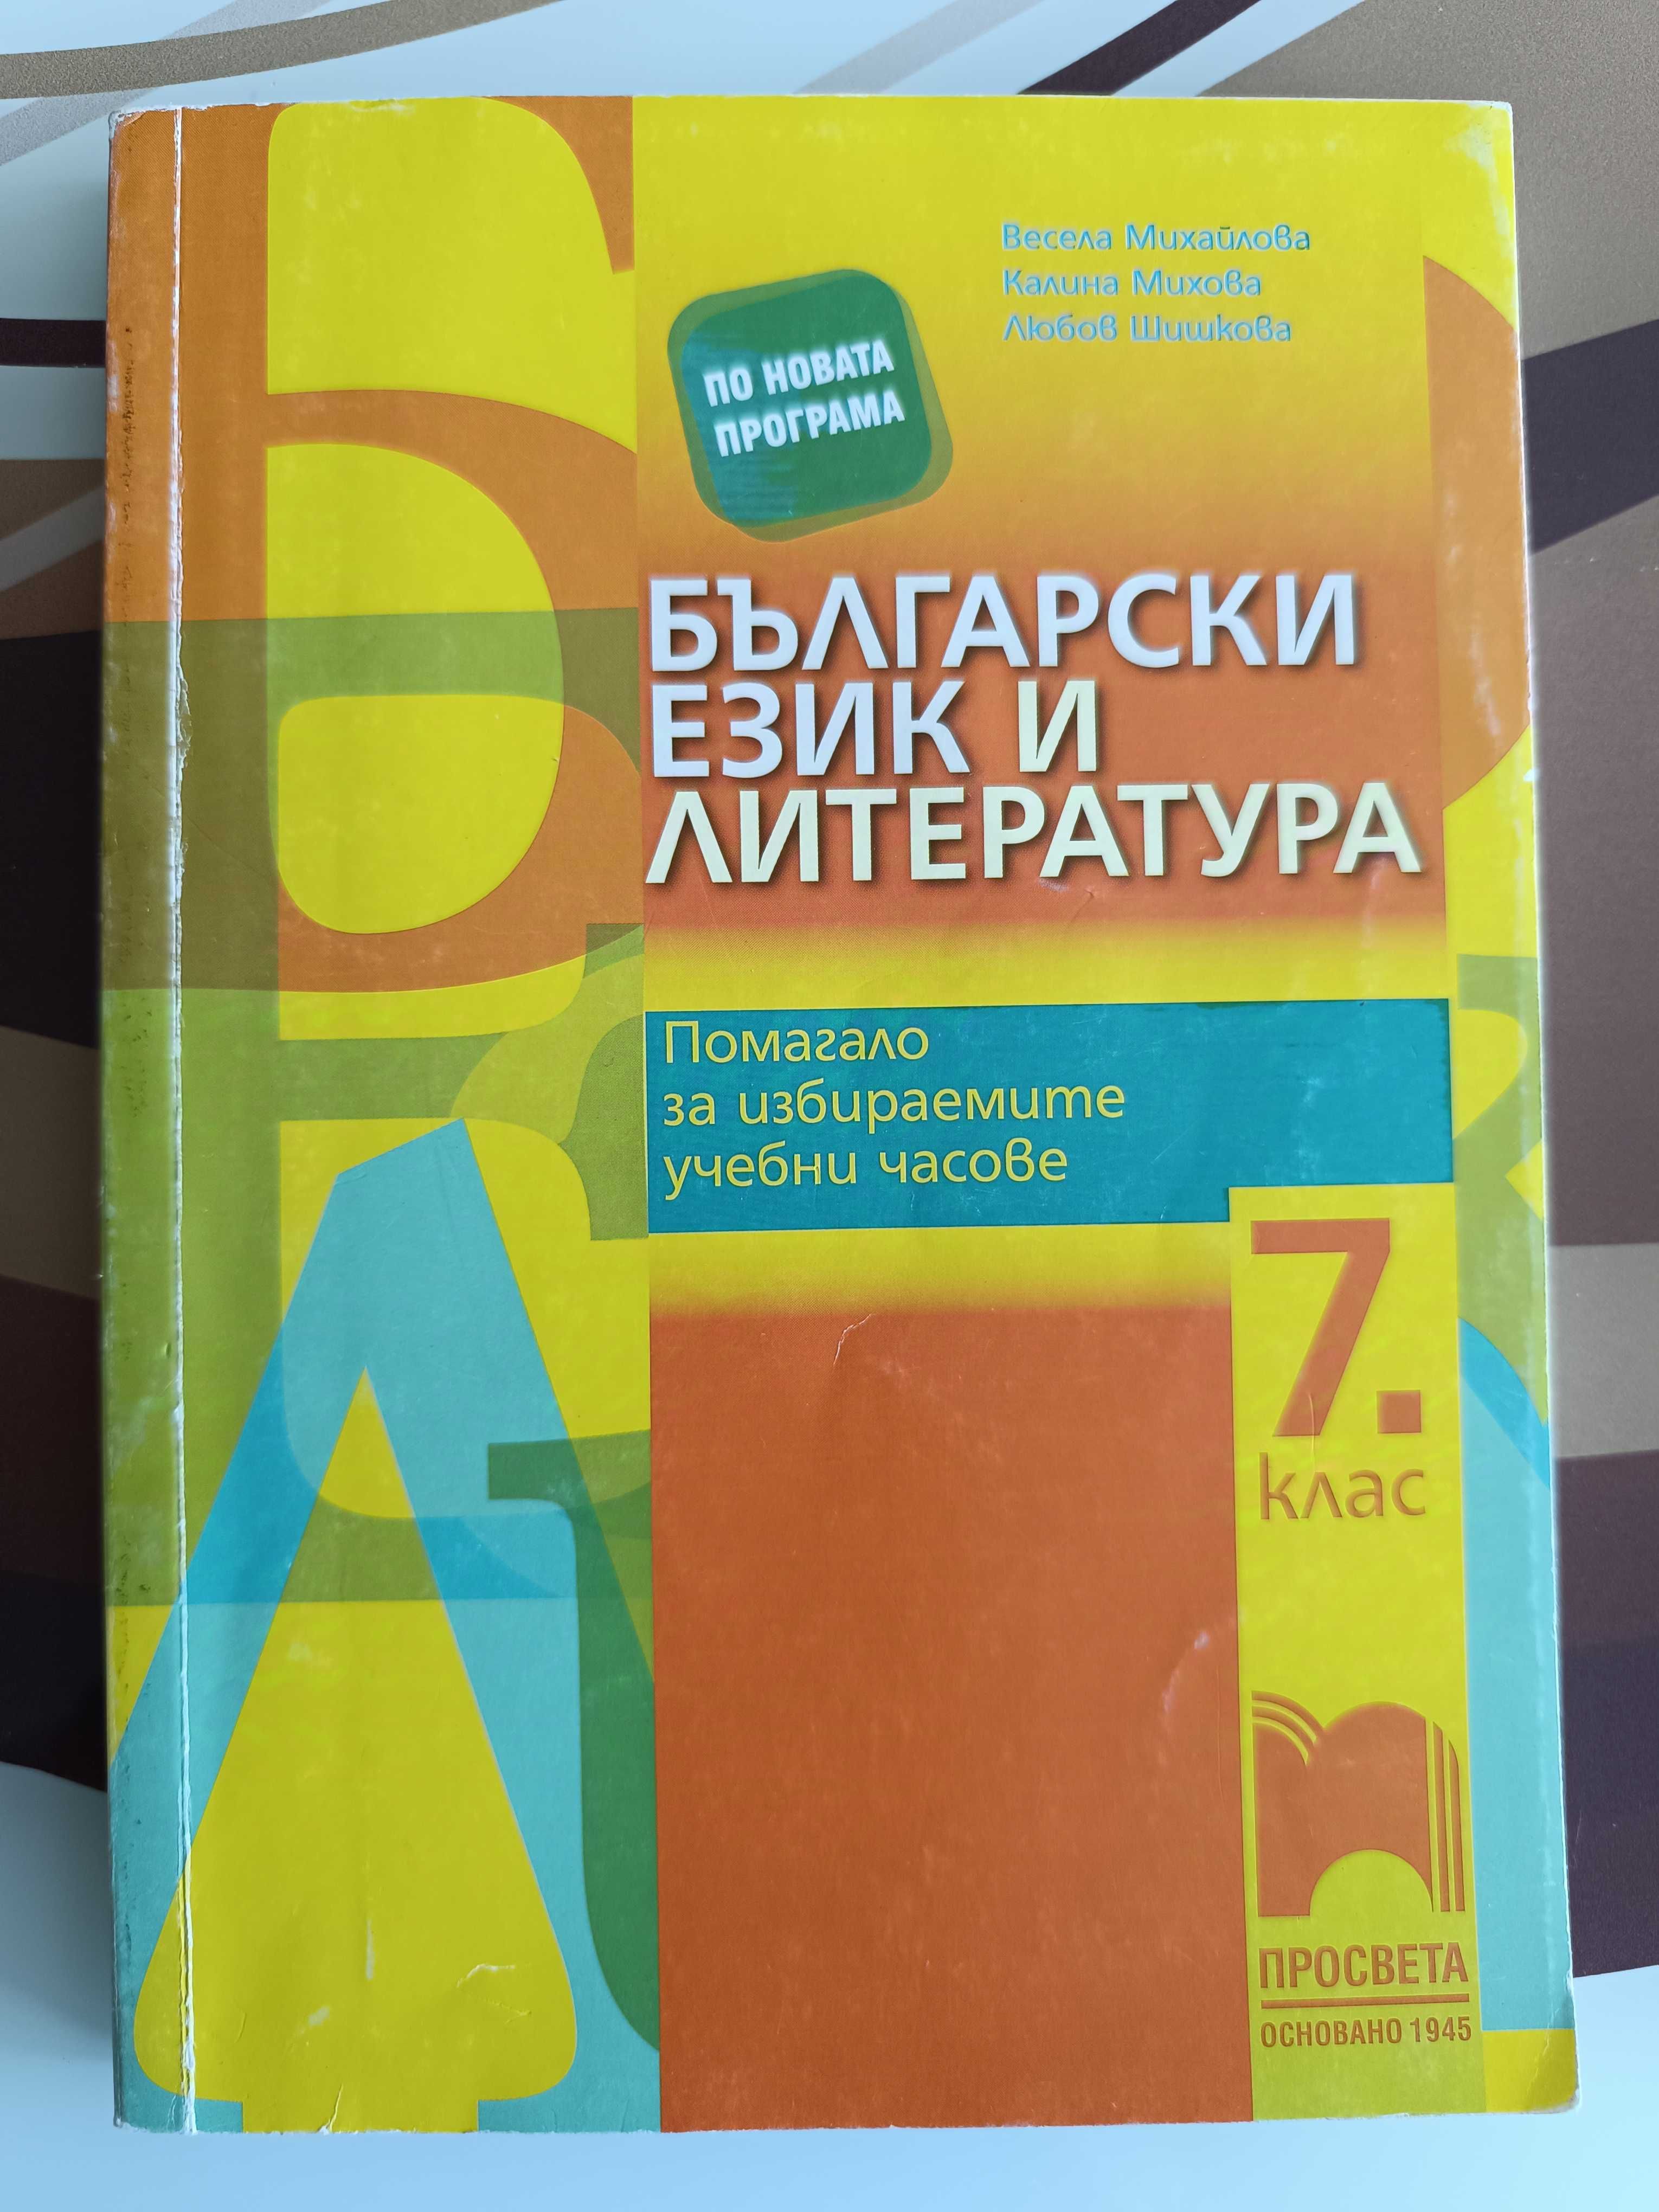 Весела Михайлова
Калина Михова
Любов Шишкова
ПО НОВАТА
ПРОГРАМА
БЪЛГАРСКИ
ЕЗИК И
ЛИТЕРАТУРА
Помагало
за избираемите
учебни часове
7.
клас
ПРОСВЕТА
ОСНОВАНО 1945